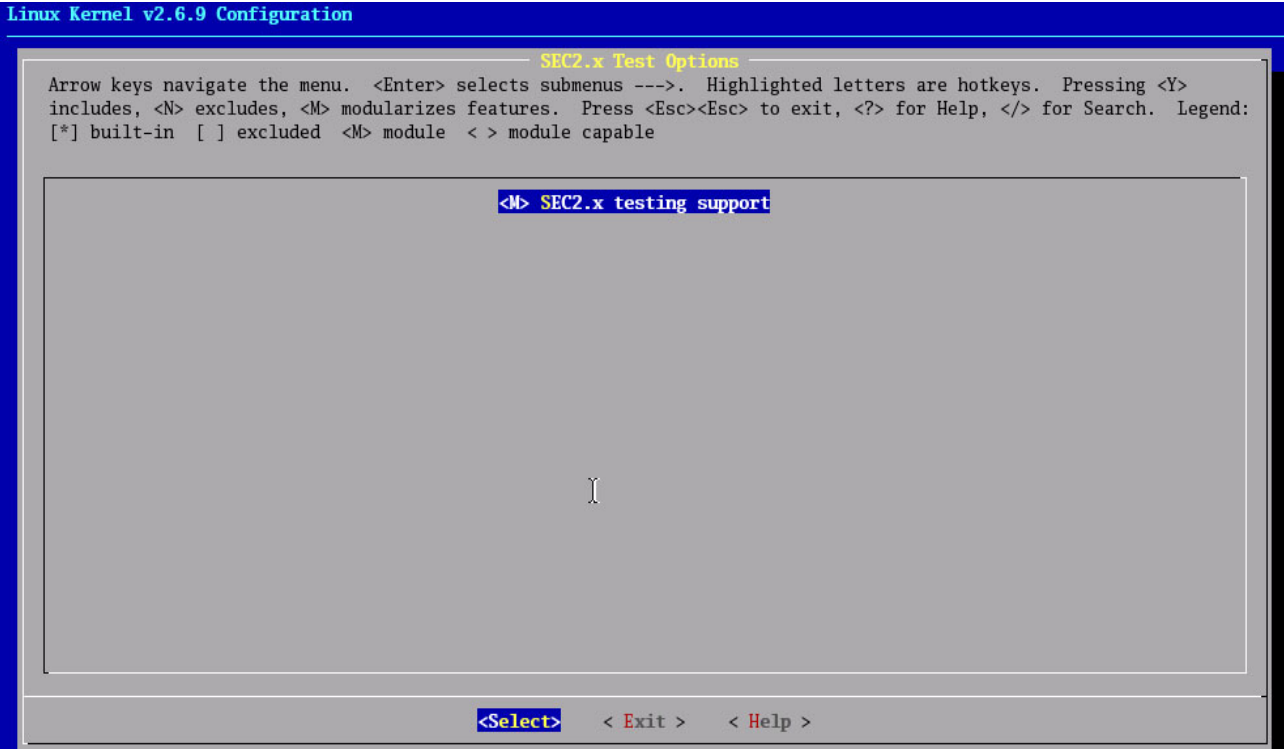 Linux Kernel v2.6.9 Configuration
SEC2.x Test Options
Arrow keys navigate the menu.  <Enter> selects submenus --->.  Highlighted letters are hotkeys.  Pressing <Y>
includes, <N> excludes, <M> modularizes features.  Press <Esc><Esc> to exit, <?> for Help, </> for Search.  Legend:
[*] built-in  [ ] excluded  <M> module  < > module capable
<M> SEC2.x testing support
<Select>    < Exit >    < Help >